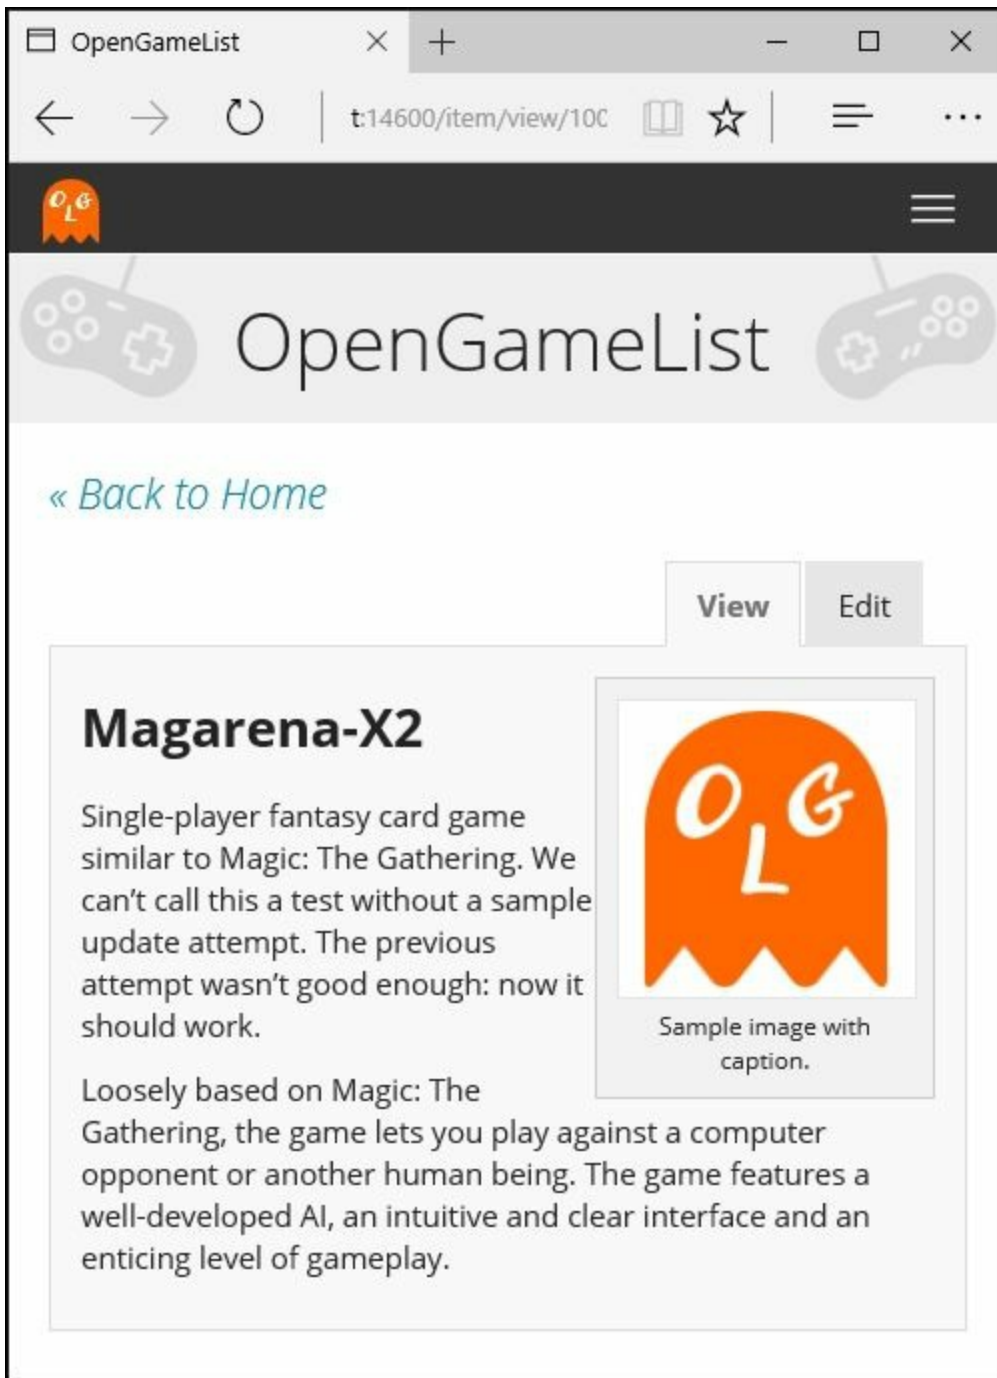 OpenGameList
t:14600/item/view/100
OLG
OpenGameList
« Back to Home
View Edit
Magarena-X2
Single-player fantasy card game
similar to Magic: The Gathering. We
can't call this a test without a sample
update attempt. The previous
attempt wasn't good enough: now it
should work.
OLG
Sample image with
caption.
Loosely based on Magic: The
Gathering, the game lets you play against a computer
opponent or another human being. The game features a
well-developed AI, an intuitive and clear interface and an
enticing level of gameplay.